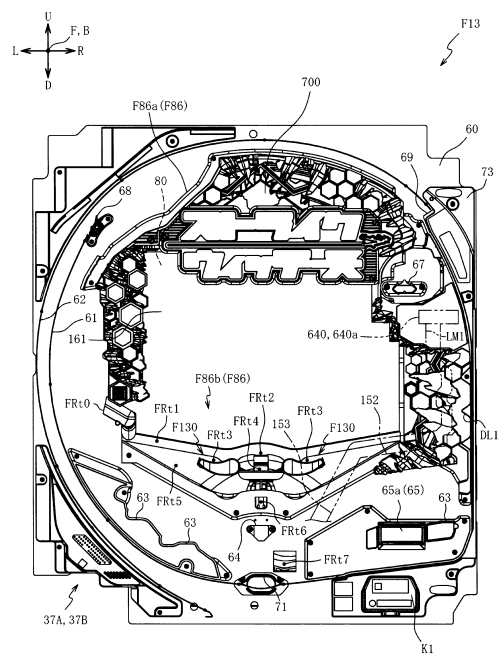 U
F, B
L
R
D
F13
F86a(F86)
700
60
69
73
80
68
67
62
61
161
640, 640a
LM1
F86b(F86)
FRt0
FRt1
FRt2
152
FRt4
F130
FRt3
153
FRt3
F130
DL1
FRt5
63
65a(65)
63
63
64
FRt6
FRt7
71
37A, 37B
K1